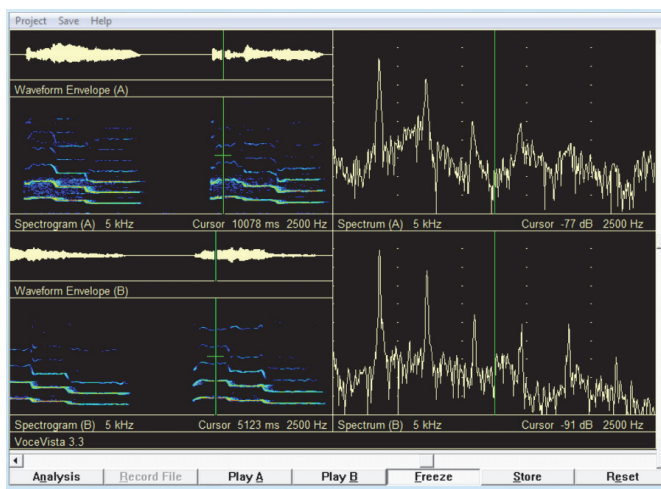 Project Save Help
Waveform Envelope (A)
Spectrogram (A) 5 kHz Cursor 10078 ms 2500 Hz
Spectrum (A) 5 kHz Cursor -77 dB 2500 Hz
Waveform Envelope (B)
Spectrogram (B) 5 kHz Cursor 5123 ms 2500 Hz
Spectrum (B) 5 kHz Cursor -91 dB 2500 Hz
VoceVista 3.3
Analysis Record File Play A Play B Freeze Store Reset